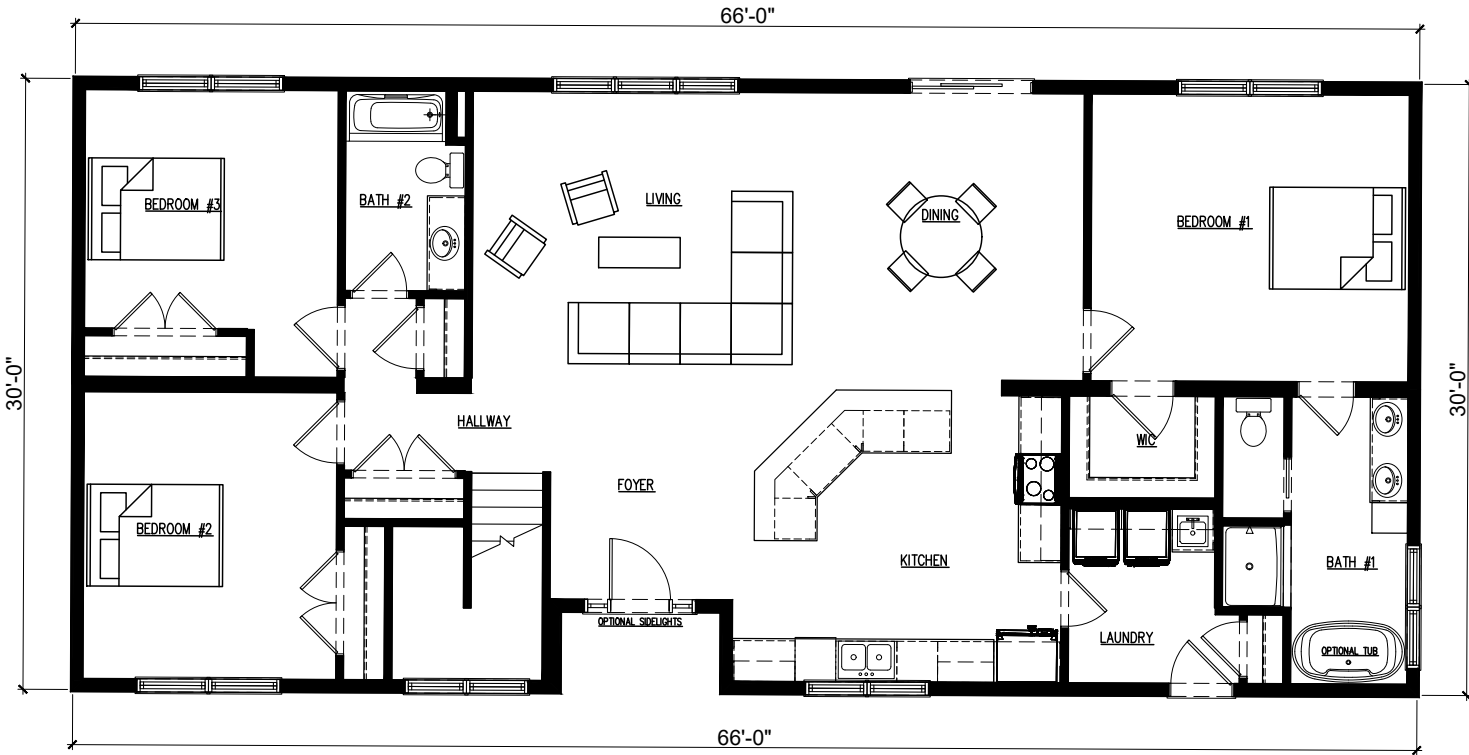 66'-0"
30'-0"
BEDROOM #3
BATH #2
LIVING
DINING
BEDROOM #1
30'-0"
HALLWAY
WIC
FOYER
BEDROOM #2
KITCHEN
BATH #1
OPTIONAL SIDELIGHTS
LAUNDRY
OPTIONAL TUB
66'-0"